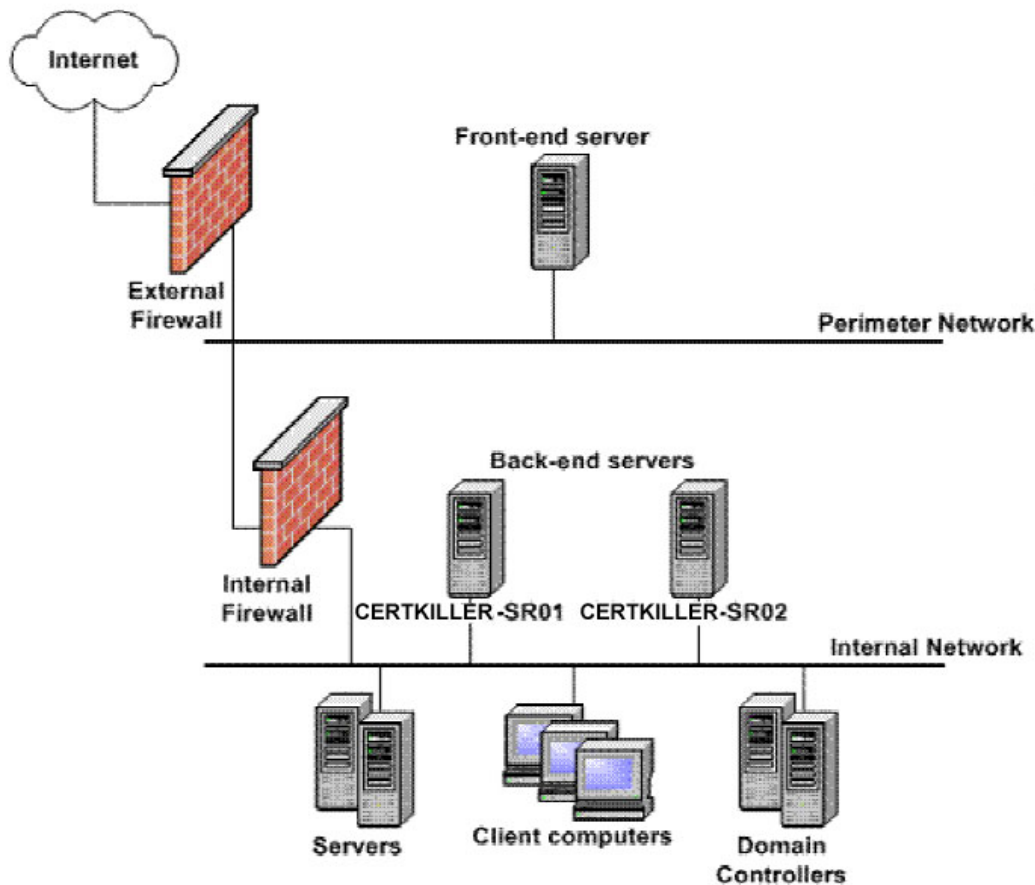 Internet
Front-end server
External
Firewall
Perimeter Network
Back-end servers
Internal
Firewall
CERTKILLER-SR01
CERTKILLER-SR02
Internal Network
Servers
Client computers
Domain
Controllers